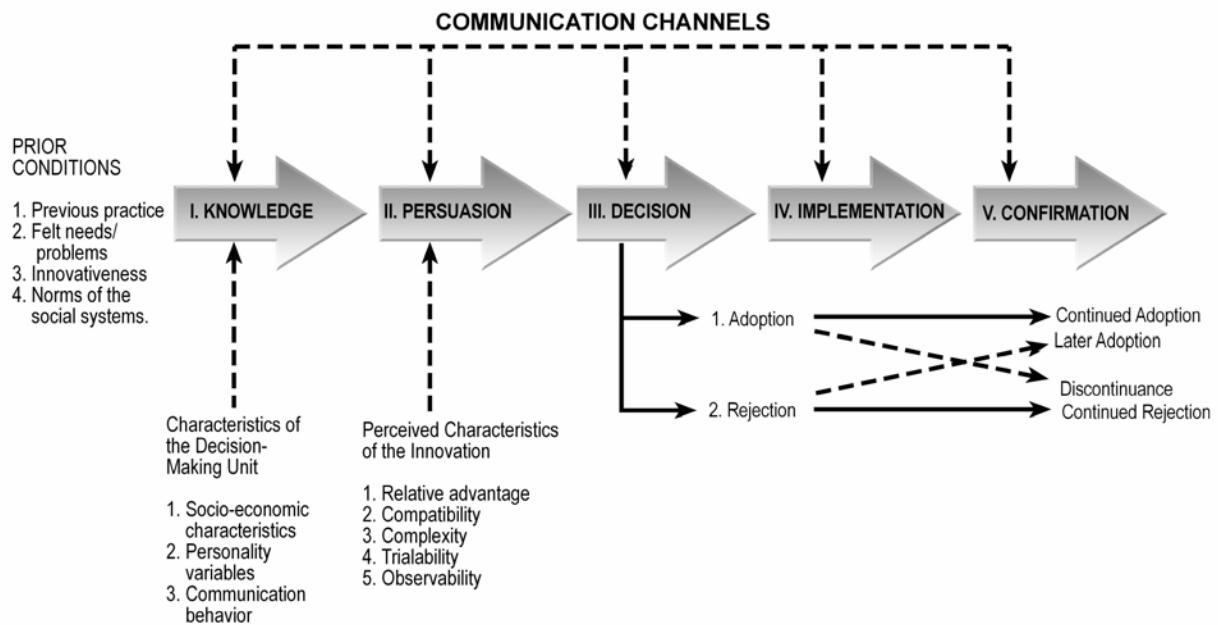 COMMUNICATION CHANNELS
PRIOR
CONDITIONS
1. Previous practice
2. Felt needs/
problems
3. Innovativeness
4. Norms of the
social systems.
I. KNOWLEDGE
II. PERSUASION
III. DECISION
IV. IMPLEMENTATION
V. CONFIRMATION
1. Adoption
2. Rejection
Continued Adoption
Later Adoption
Discontinuance
Continued Rejection
Characteristics of
the Decision-
Making Unit
1. Socio-economic
characteristics
2. Personality
variables
3. Communication
behavior
Perceived Characteristics
of the Innovation
1. Relative advantage
2. Compatibility
3. Complexity
4. Trialability
5. Observability